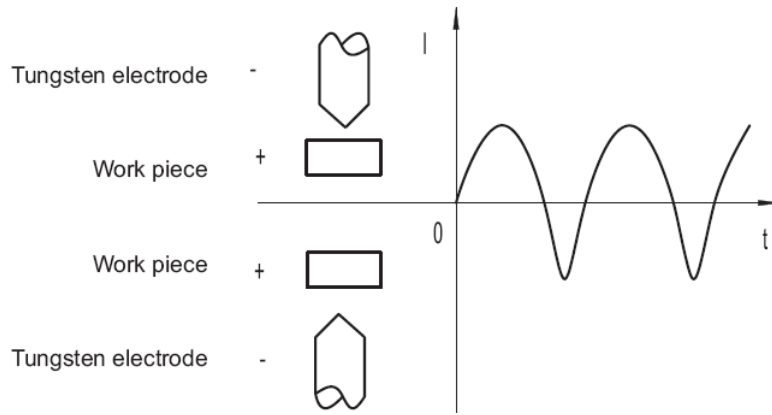 I
Tungsten electrode -
Work piece +
0
t
Work piece +
Tungsten electrode -